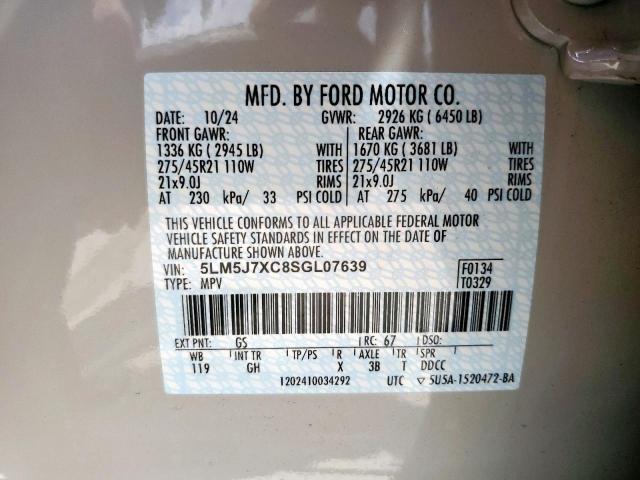 MFD. BY FORD MOTOR CO.
DATE: 10/24 GVWR: 2926 KG ( 6450 LB)
FRONT GAWR: REAR GAWR:
1336 KG ( 2945 LB) WITH 1670 KG ( 3681 LB) WITH
275/45R21 110W TIRES 275/45R21 110W TIRES
21x9.0J RIMS 21x9.0J RIMS
AT 230 kPa/ 33 PSI COLD AT 275 kPa/ 40 PSI COLD
THIS VEHICLE CONFORMS TO ALL APPLICABLE FEDERAL MOTOR
VEHICLE SAFETY STANDARDS IN EFFECT ON THE DATE OF
MANUFACTURE SHOWN ABOVE.
VIN: 5LM5J7XC8SGL07639 F0134
TYPE: MPV T0329
EXT PNT: GS RC: 67 DSO:
WB INT TR TP/PS R AXLE TR SPR
119 GH X 3B T DDCC
1202410034292 UTC ▽ 5U5A-1520472-BA